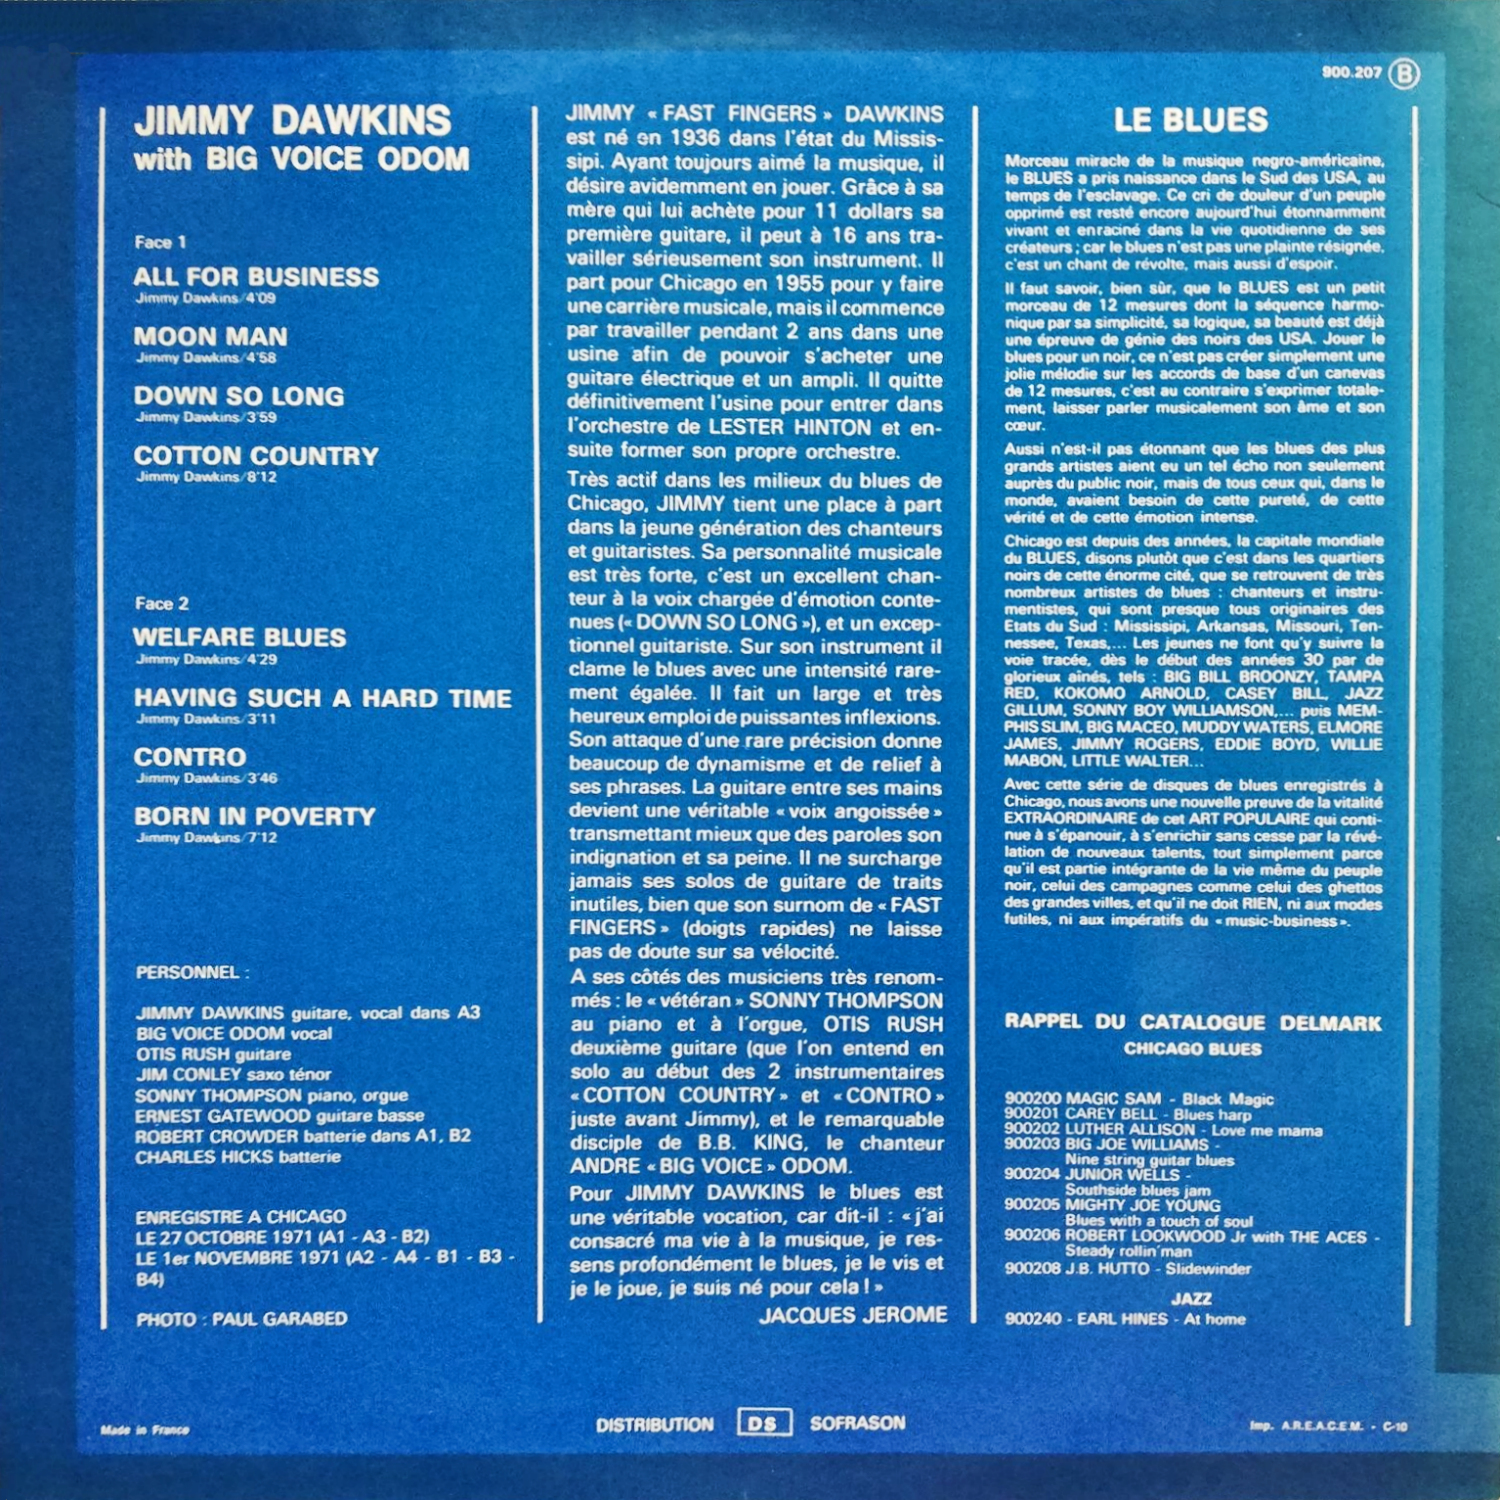 900.207 B
JIMMY DAWKINS
with BIG VOICE ODOM
Face 1
ALL FOR BUSINESS
Jimmy Dawkins/4'09
MOON MAN
Jimmy Dawkins/4'58
DOWN SO LONG
Jimmy Dawkins/3'59
COTTON COUNTRY
Jimmy Dawkins/8'12
Face 2
WELFARE BLUES
Jimmy Dawkins/4'29
HAVING SUCH A HARD TIME
Jimmy Dawkins/3'11
CONTRO
Jimmy Dawkins/3'46
BORN IN POVERTY
Jimmy Dawkins/7'12
PERSONNEL :
JIMMY DAWKINS guitare, vocal dans A3
BIG VOICE ODOM vocal
OTIS RUSH guitare
JIM CONLEY saxo ténor
SONNY THOMPSON piano, orgue
ERNEST GATEWOOD guitare basse
ROBERT CROWDER batterie dans A1, B2
CHARLES HICKS batterie
ENREGISTRE A CHICAGO
LE 27 OCTOBRE 1971 (A1 - A3 - B2)
LE 1er NOVEMBRE 1971 (A2 - A4 - B1 - B3 -
B4)
PHOTO : PAUL GARABED
JIMMY « FAST FINGERS » DAWKINS
est né en 1936 dans l'état du Missis-
sipi. Ayant toujours aimé la musique, il
désire avidemment en jouer. Grâce à sa
mère qui lui achète pour 11 dollars sa
première guitare, il peut à 16 ans tra-
vailler sérieusement son instrument. Il
part pour Chicago en 1955 pour y faire
une carrière musicale, mais il commence
par travailler pendant 2 ans dans une
usine afin de pouvoir s'acheter une
guitare électrique et un ampli. Il quitte
définitivement l'usine pour entrer dans
l'orchestre de LESTER HINTON et en-
suite former son propre orchestre.
Très actif dans les milieux du blues de
Chicago, JIMMY tient une place à part
dans la jeune génération des chanteurs
et guitaristes. Sa personnalité musicale
est très forte, c'est un excellent chan-
teur à la voix chargée d'émotion conte-
nues (« DOWN SO LONG »), et un excep-
tionnel guitariste. Sur son instrument il
clame le blues avec une intensité rare-
ment égalée. Il fait un large et très
heureux emploi de puissantes inflexions.
Son attaque d'une rare précision donne
beaucoup de dynamisme et de relief à
ses phrases. La guitare entre ses mains
devient une véritable « voix angoissée »
transmettant mieux que des paroles son
indignation et sa peine. Il ne surcharge
jamais ses solos de guitare de traits
inutiles, bien que son surnom de « FAST
FINGERS » (doigts rapides) ne laisse
pas de doute sur sa vélocité.
A ses côtés des musiciens très renom-
més : le « vétéran » SONNY THOMPSON
au piano et à l'orgue, OTIS RUSH
deuxième guitare (que l'on entend en
solo au début des 2 instrumentaires
« COTTON COUNTRY » et « CONTRO »
juste avant Jimmy), et le remarquable
disciple de B.B. KING, le chanteur
ANDRE « BIG VOICE » ODOM.
Pour JIMMY DAWKINS le blues est
une véritable vocation, car dit-il : « j'ai
consacré ma vie à la musique, je res-
sens profondément le blues, je le vis et
je le joue, je suis né pour cela ! »
JACQUES JEROME
LE BLUES
Morceau miracle de la musique negro-américaine,
le BLUES a pris naissance dans le Sud des USA, au
temps de l'esclavage. Ce cri de douleur d'un peuple
opprimé est resté encore aujourd'hui étonnamment
vivant et enraciné dans la vie quotidienne de ses
créateurs ; car le blues n'est pas une plainte résignée,
c'est un chant de révolte, mais aussi d'espoir.
Il faut savoir, bien sûr, que le BLUES est un petit
morceau de 12 mesures dont la séquence harmo-
nique par sa simplicité, sa logique, sa beauté est déjà
une épreuve de génie des noirs des USA. Jouer le
blues pour un noir, ce n'est pas créer simplement une
jolie mélodie sur les accords de base d'un canevas
de 12 mesures, c'est au contraire s'exprimer totale-
ment, laisser parler musicalement son âme et son
cœur.
Aussi n'est-il pas étonnant que les blues des plus
grands artistes aient eu un tel écho non seulement
auprès du public noir, mais de tous ceux qui, dans le
monde, avaient besoin de cette pureté, de cette
vérité et de cette émotion intense.
Chicago est depuis des années, la capitale mondiale
du BLUES, disons plutôt que c'est dans les quartiers
noirs de cette énorme cité, que se retrouvent de très
nombreux artistes de blues : chanteurs et instru-
mentistes, qui sont presque tous originaires des
Etats du Sud : Mississipi, Arkansas, Missouri, Ten-
nessee, Texas,... Les jeunes ne font qu'y suivre la
voie tracée, dès le début des années 30 par de
glorieux aînés, tels : BIG BILL BROONZY, TAMPA
RED, KOKOMO ARNOLD, CASEY BILL, JAZZ
GILLUM, SONNY BOY WILLIAMSON,... puis MEM-
PHIS SLIM, BIG MACEO, MUDDY WATERS, ELMORE
JAMES, JIMMY ROGERS, EDDIE BOYD, WILLIE
MABON, LITTLE WALTER...
Avec cette série de disques de blues enregistrés à
Chicago, nous avons une nouvelle preuve de la vitalité
EXTRAORDINAIRE de cet ART POPULAIRE qui conti-
nue à s'épanouir, à s'enrichir sans cesse par la révé-
lation de nouveaux talents, tout simplement parce
qu'il est partie intégrante de la vie même du peuple
noir, celui des campagnes comme celui des ghettos
des grandes villes, et qu'il ne doit RIEN, ni aux modes
futiles, ni aux impératifs du « music-business ».
RAPPEL DU CATALOGUE DELMARK
CHICAGO BLUES
900200 MAGIC SAM - Black Magic
900201 CAREY BELL - Blues harp
900202 LUTHER ALLISON - Love me mama
900203 BIG JOE WILLIAMS -
Nine string guitar blues
900204 JUNIOR WELLS -
Southside blues jam
900205 MIGHTY JOE YOUNG
Blues with a touch of soul
900206 ROBERT LOOKWOOD Jr with THE ACES -
Steady rollin'man
900208 J.B. HUTTO - Slidewinder
JAZZ
900240 - EARL HINES - At home
Made in France
DISTRIBUTION DS SOFRASON
Imp. A.R.E.A.C.E.M. - C-10